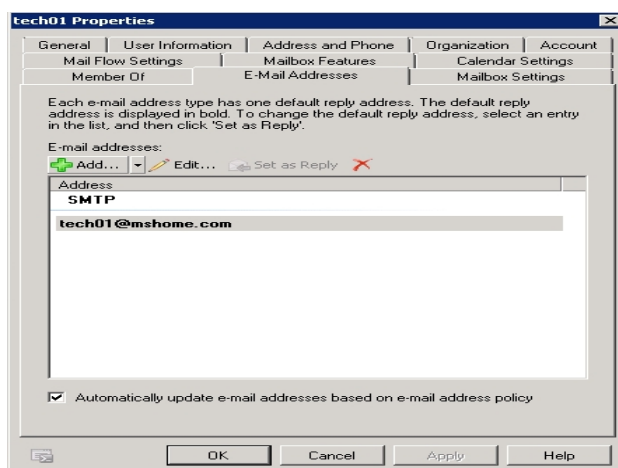 tech01 Properties
General User Information Address and Phone Organization Account
Mail Flow Settings Mailbox Features Calendar Settings
Member Of E-Mail Addresses Mailbox Settings
Each e-mail address type has one default reply address. The default reply
address is displayed in bold. To change the default reply address, select an entry
in the list, and then click 'Set as Reply'.
E-mail addresses:
Add... Edit... Set as Reply
Address
SMTP
tech01@mshome.com
Automatically update e-mail addresses based on e-mail address policy
OK Cancel Apply Help